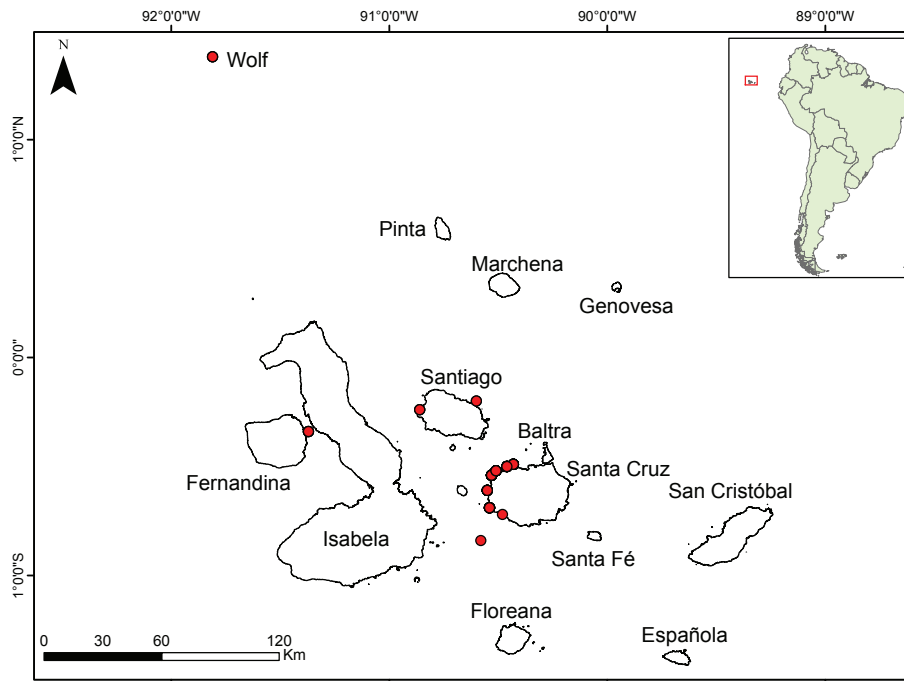 92°0'0"W 91°0'0"W 90°0'0"W 89°0'0"W
N
Wolf
1°0'0"N
Pinta
Marchena
Genovesa
0°0'0"
Santiago
Baltra
Santa Cruz
Fernandina
San Cristóbal
Isabela
Santa Fé
1°0'0"S
Floreana
Española
0 30 60 120
Km